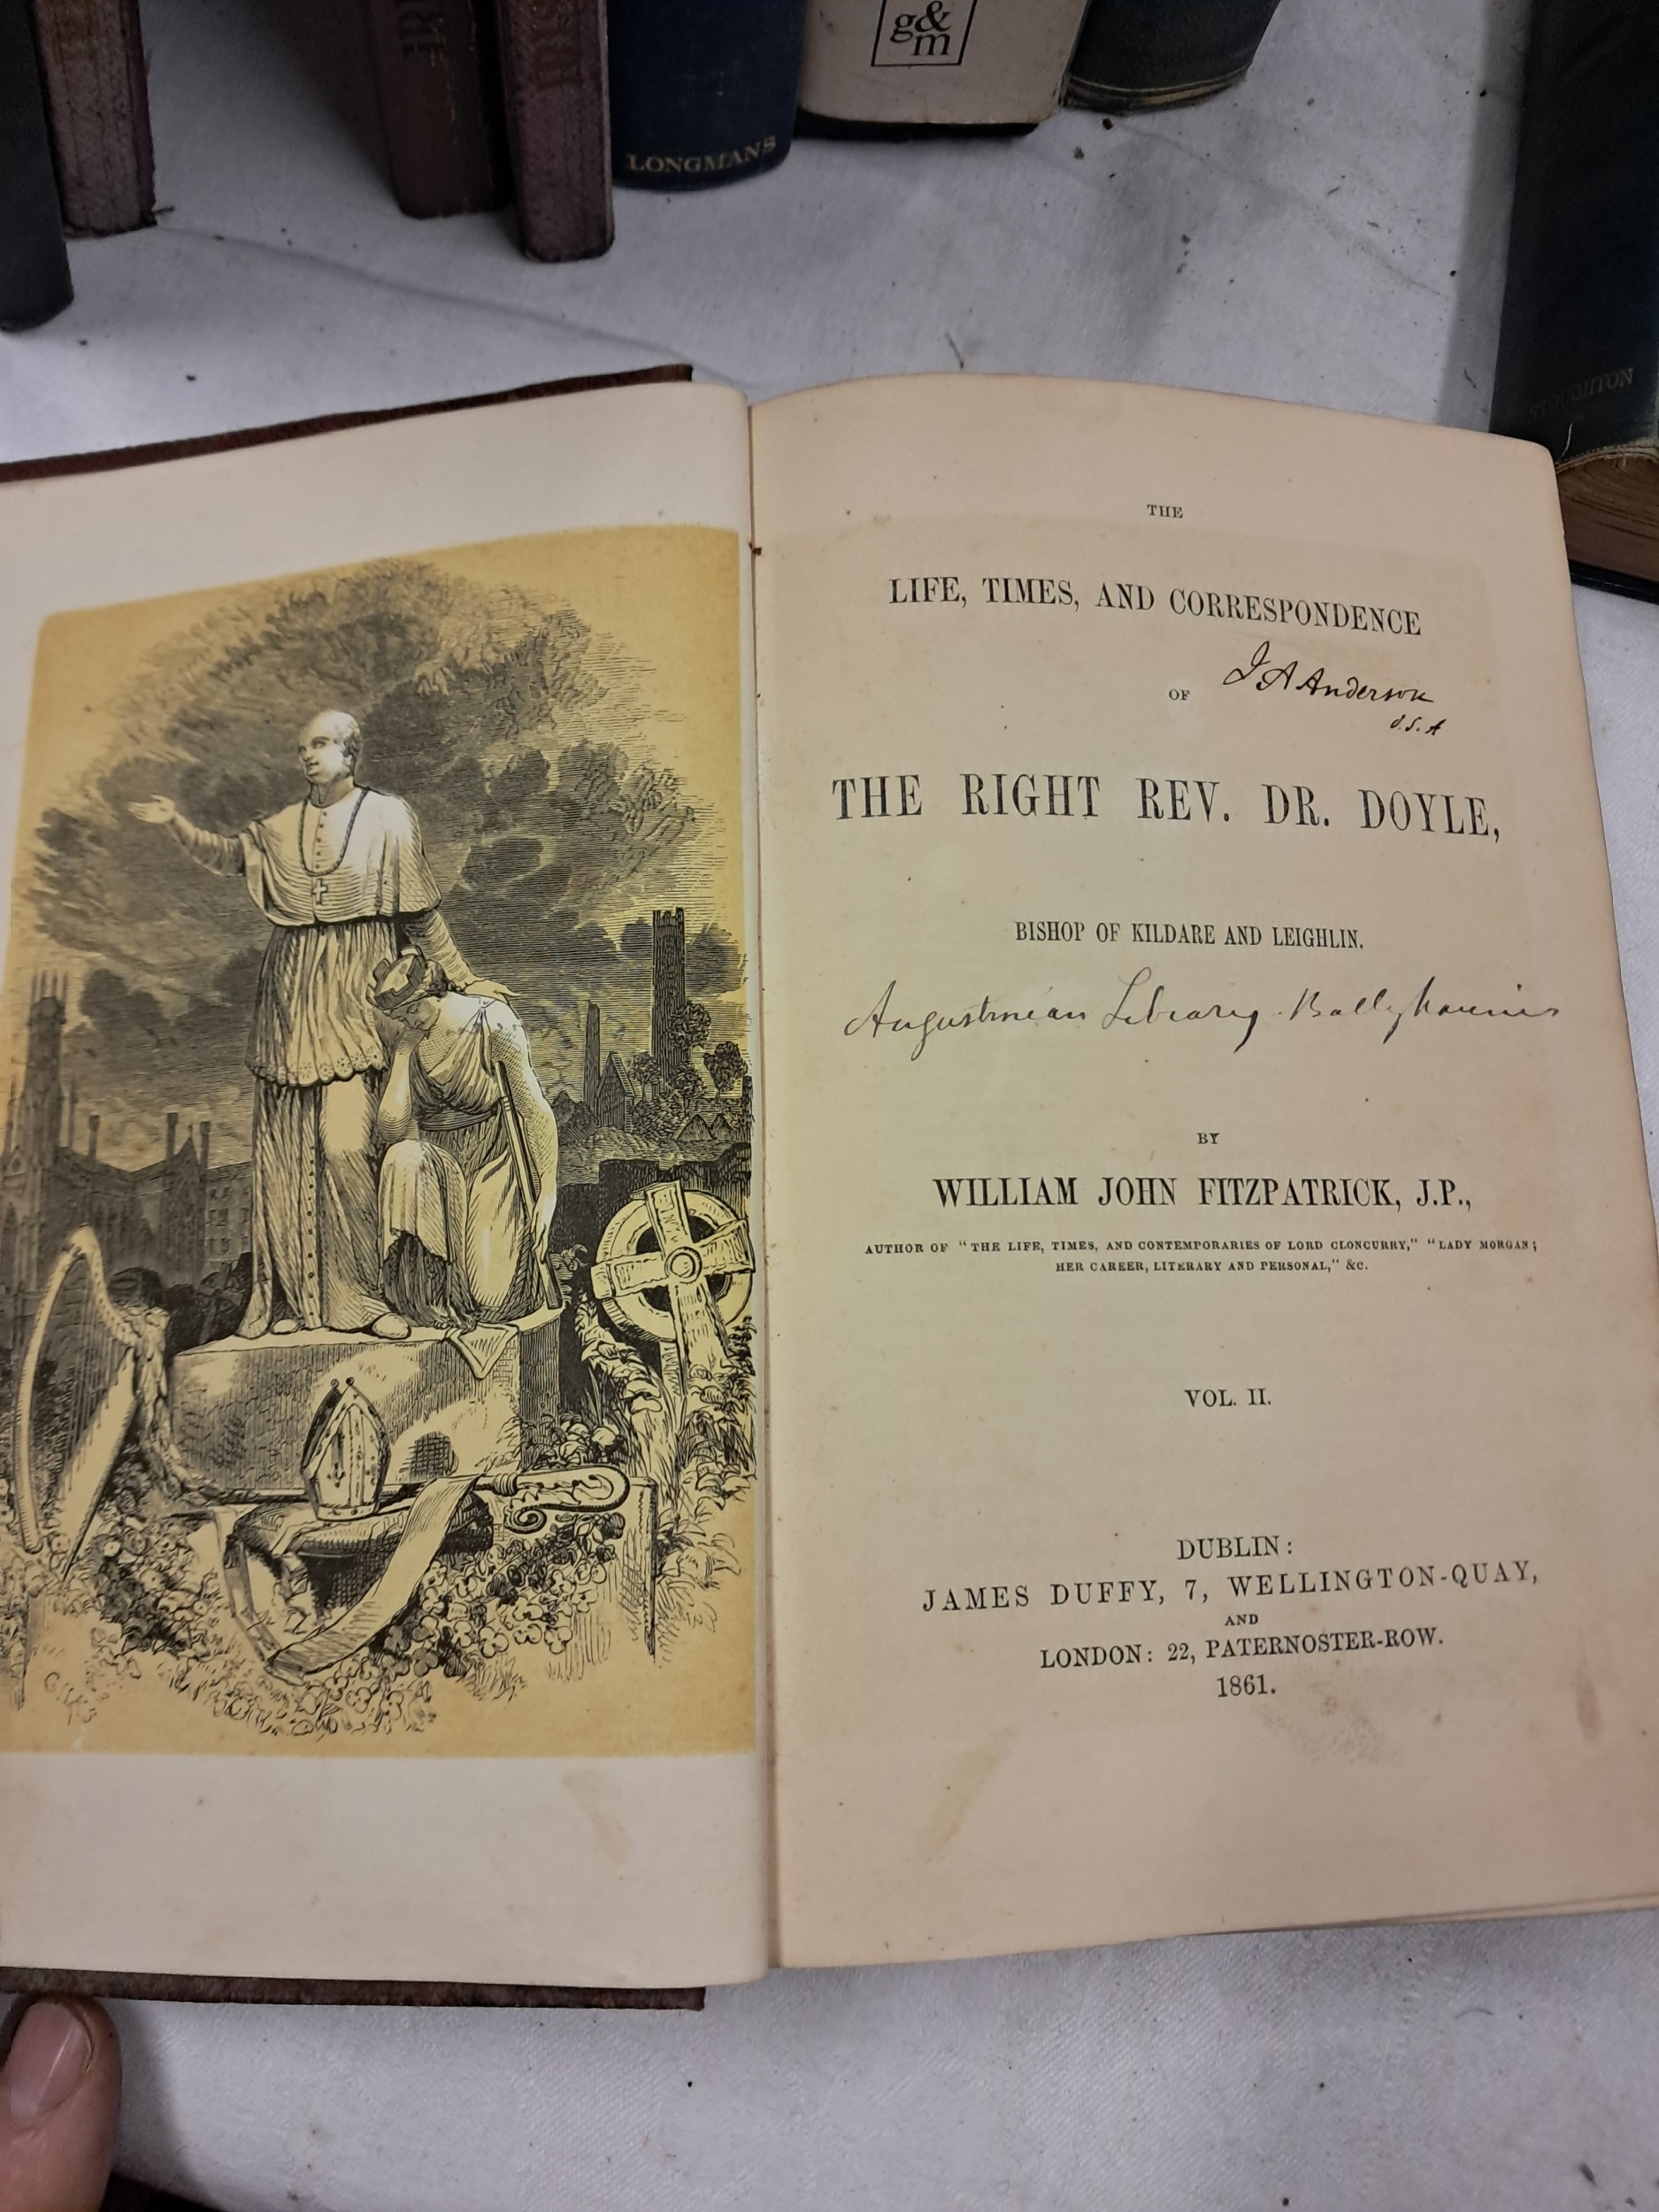 g&
m
LONGMANS
STOUGHTON
THE
LIFE, TIMES, AND CORRESPONDENCE
OF
J A Anderson
O.S.A
THE RIGHT REV. DR. DOYLE,
BISHOP OF KILDARE AND LEIGHLIN.
Augustinian Library Ballyhaunis
BY
WILLIAM JOHN FITZPATRICK, J.P.,
AUTHOR OF "THE LIFE, TIMES, AND CONTEMPORARIES OF LORD CLONCURRY," "LADY MORGAN;
HER CAREER, LITERARY AND PERSONAL," &c.
VOL. II.
DUBLIN:
JAMES DUFFY, 7, WELLINGTON-QUAY,
AND
LONDON: 22, PATERNOSTER-ROW.
1861.